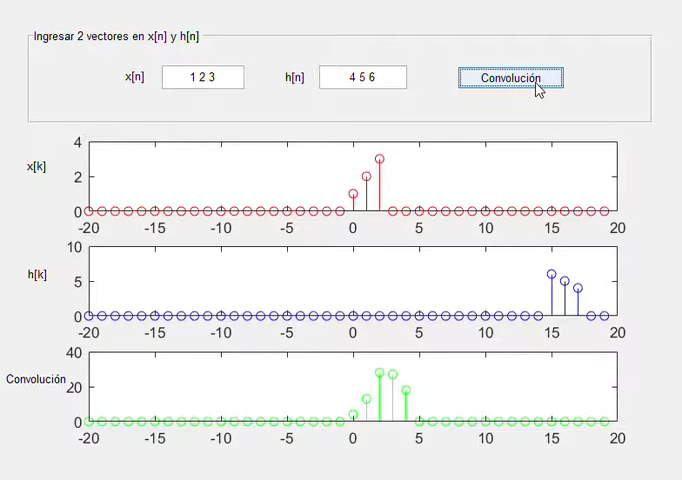 Ingresar 2 vectores en x[n] y h[n]
x[n] 1 2 3 h[n] 4 5 6 Convolución
x[k]
4
2
0
-20 -15 -10 -5 0 5 10 15 20
h[k]
10
5
0
-20 -15 -10 -5 0 5 10 15 20
Convolución
40
20
0
-20 -15 -10 -5 0 5 10 15 20